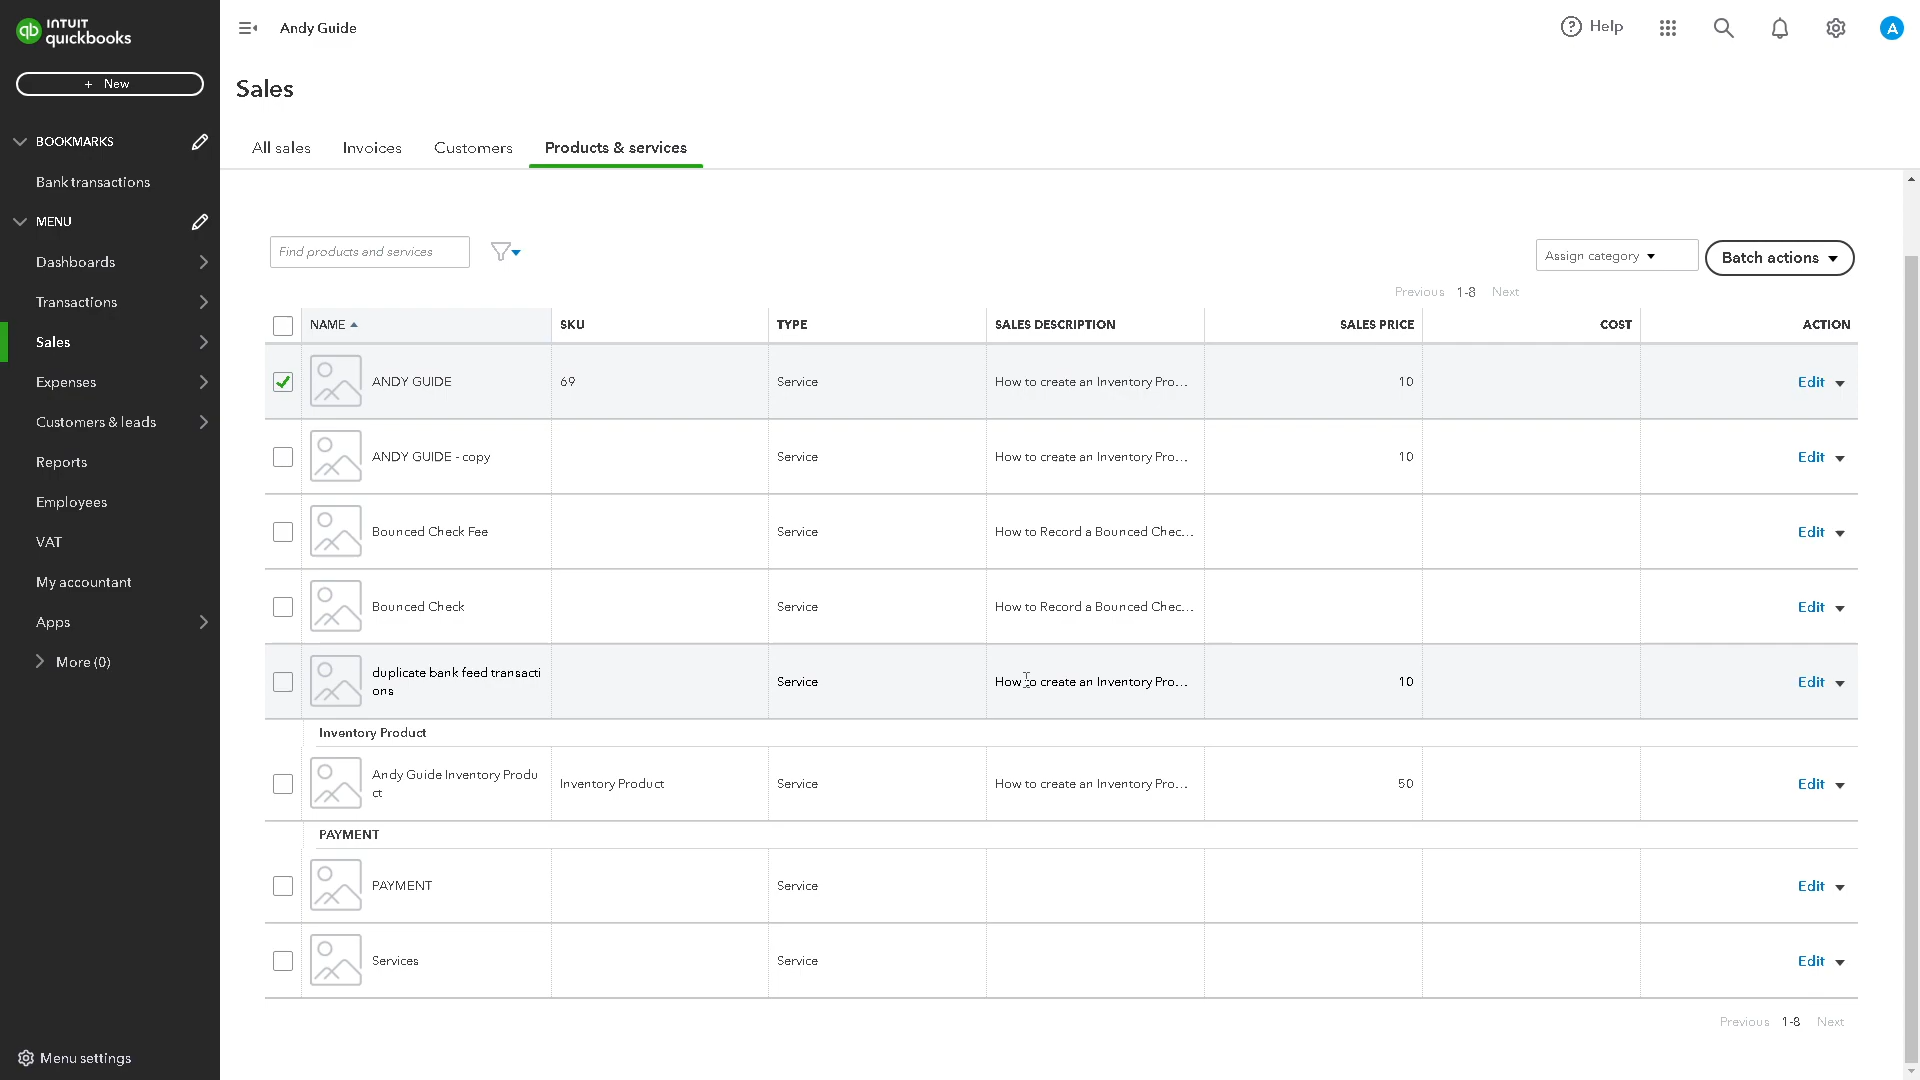 INTUIT
quickbooks
+ New
BOOKMARKS
Bank transactions
MENU
Dashboards
Transactions
Sales
Expenses
Customers & leads
Reports
Employees
VAT
My accountant
Apps
More (0)
Menu settings
Andy Guide
Help
A
Sales
All sales Invoices Customers Products & services
Find products and services
Assign category
Batch actions
Previous 1-8 Next
NAME SKU TYPE SALES DESCRIPTION SALES PRICE COST ACTION
ANDY GUIDE 69 Service How to create an Inventory Pro... 10 Edit
ANDY GUIDE - copy Service How to create an Inventory Pro... 10 Edit
Bounced Check Fee Service How to Record a Bounced Chec... Edit
Bounced Check Service How to Record a Bounced Chec... Edit
duplicate bank feed transacti
ons Service How to create an Inventory Pro... 10 Edit
Inventory Product
Andy Guide Inventory Produ
ct Inventory Product Service How to create an Inventory Pro... 50 Edit
PAYMENT
PAYMENT Service Edit
Services Service Edit
Previous 1-8 Next